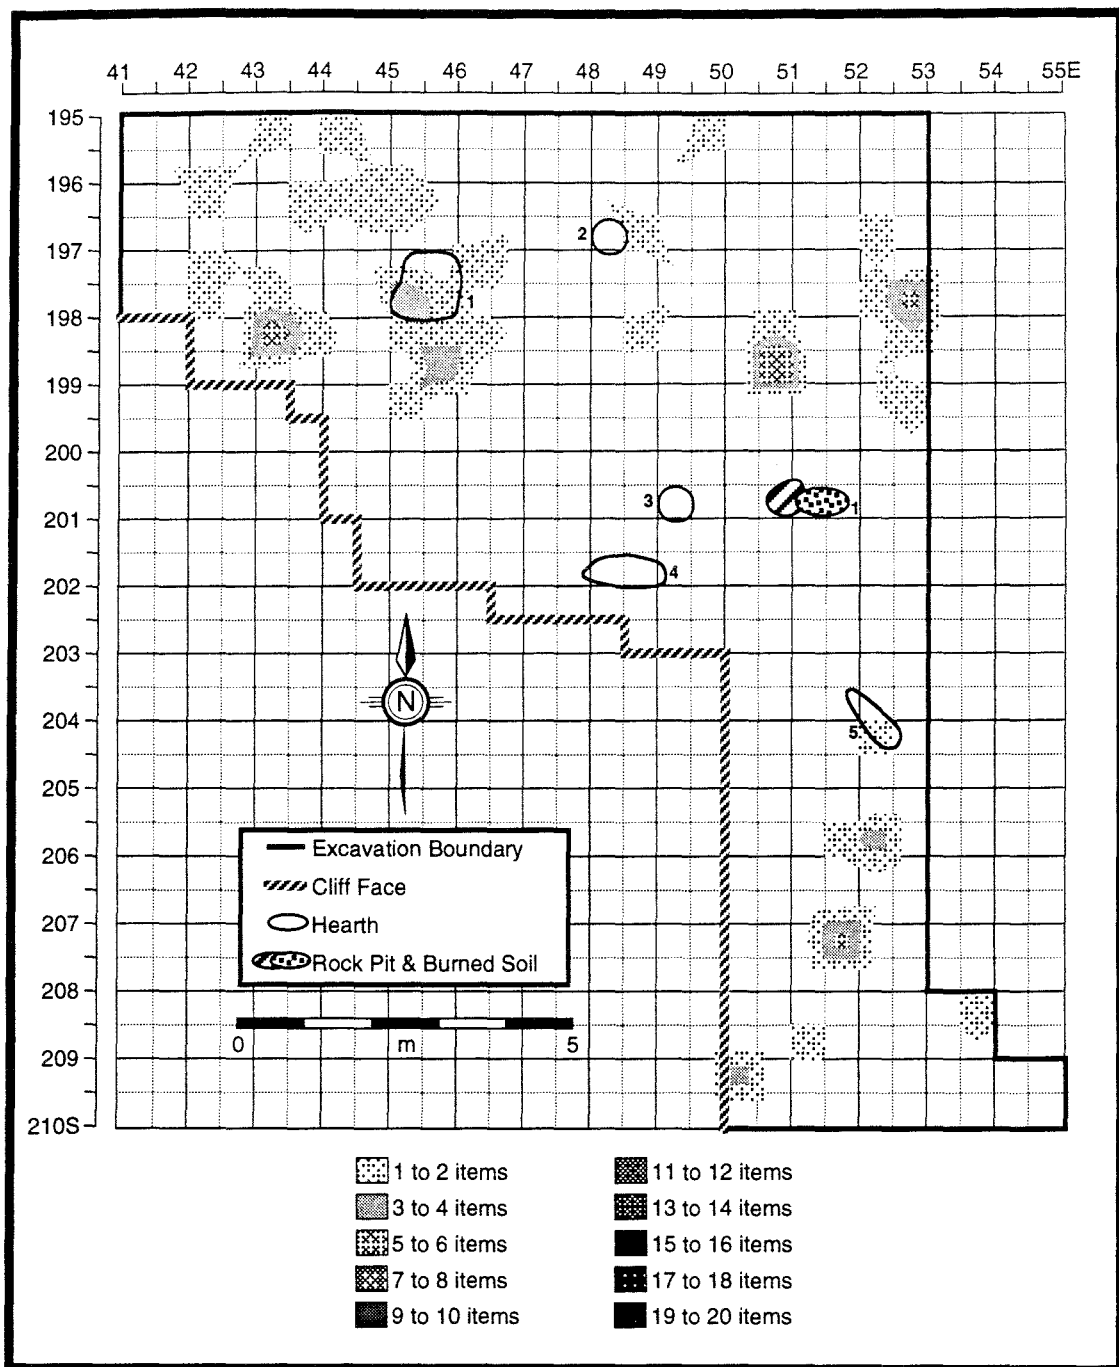 41 42 43 44 45 46 47 48 49 50 51 52 53 54 55E
195
196
197
2
1
198
199
200
3
1
201
4
202
203
N
204
5
205
Excavation Boundary
206
Cliff Face
207
Hearth
Rock Pit & Burned Soil
208
209
0 m 5
210S
1 to 2 items 11 to 12 items
3 to 4 items 13 to 14 items
5 to 6 items 15 to 16 items
7 to 8 items 17 to 18 items
9 to 10 items 19 to 20 items